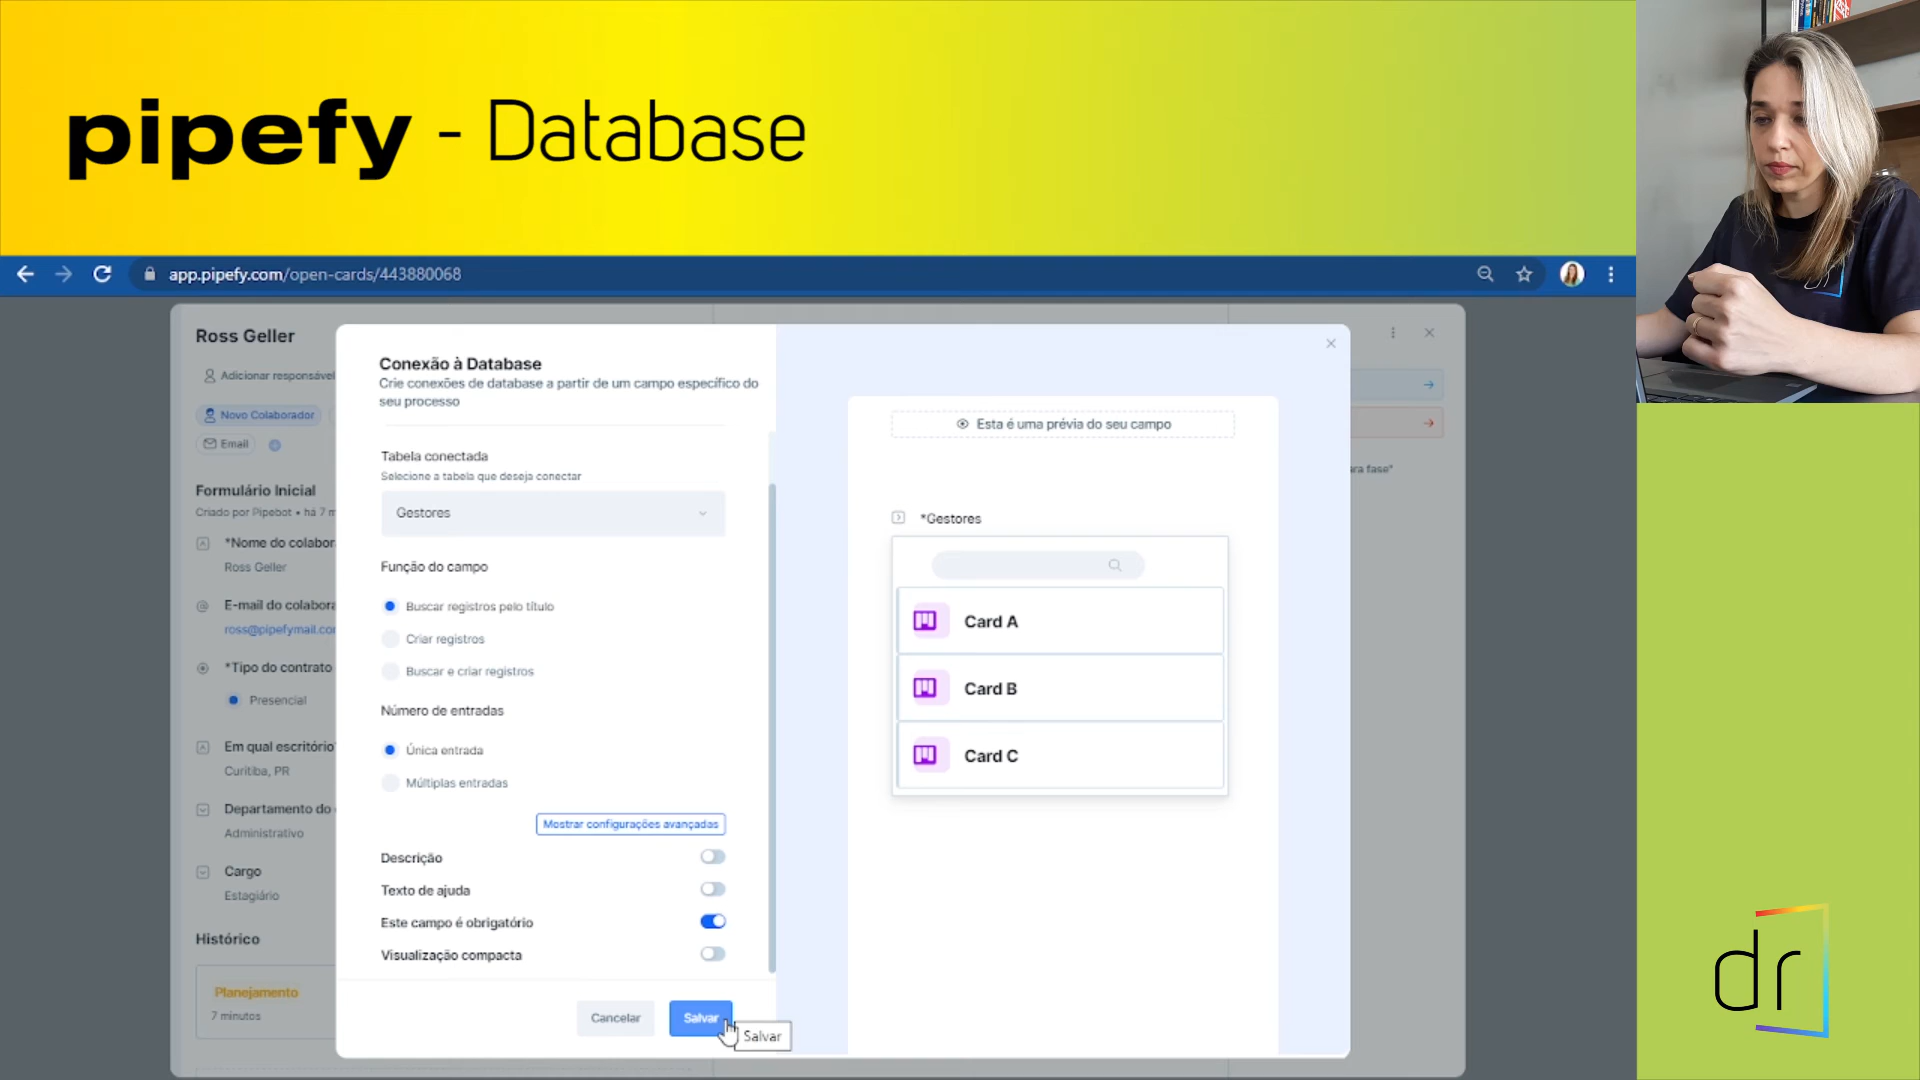 pipefy - Database
app.pipefy.com/open-cards/443880068
Ross Geller
Adicionar responsável
Novo Colaborador
Email
Formulário Inicial
Criado por Pipebot • há 7 m
*Nome do colabor
Ross Geller
E-mail do colabora
ross@pipefymail.co
*Tipo do contrato
Presencial
Em qual escritório
Curitiba, PR
Departamento do
Administrativo
Cargo
Estagiário
Histórico
Planejamento
7 minutos
Conexão à Database
Crie conexões de database a partir de um campo específico do
seu processo
Tabela conectada
Selecione a tabela que deseja conectar
Gestores
Função do campo
Buscar registros pelo título
Criar registros
Buscar e criar registros
Número de entradas
Única entrada
Múltiplas entradas
Mostrar configurações avançadas
Descrição
Texto de ajuda
Este campo é obrigatório
Visualização compacta
Cancelar
Salvar
Salvar
Esta é uma prévia do seu campo
*Gestores
Card A
Card B
Card C
ara fase*
dr